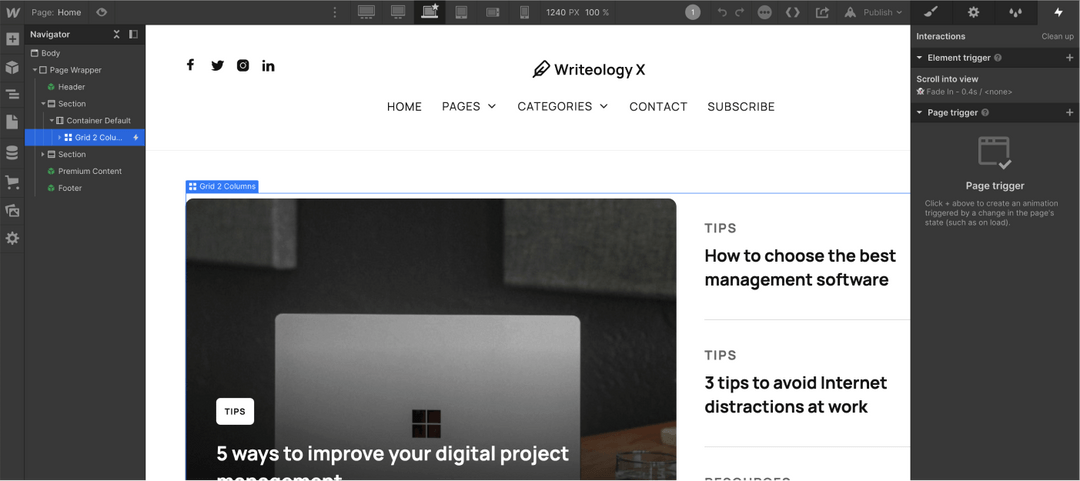 Page: Home
1240 PX 100 %
1
Publish
Navigator
Body
Page Wrapper
Header
Section
Container Default
Grid 2 Colu...
Section
Premium Content
Footer
Writeology X
HOME PAGES CATEGORIES CONTACT SUBSCRIBE
Grid 2 Columns
TIPS
5 ways to improve your digital project
management
TIPS
How to choose the best
management software
TIPS
3 tips to avoid Internet
distractions at work
RESOURCES
Interactions Clean up
Element trigger
Scroll into view
Fade In - 0.4s / <none>
Page trigger
Page trigger
Click + above to create an animation
triggered by a change in the page's
state (such as on load).